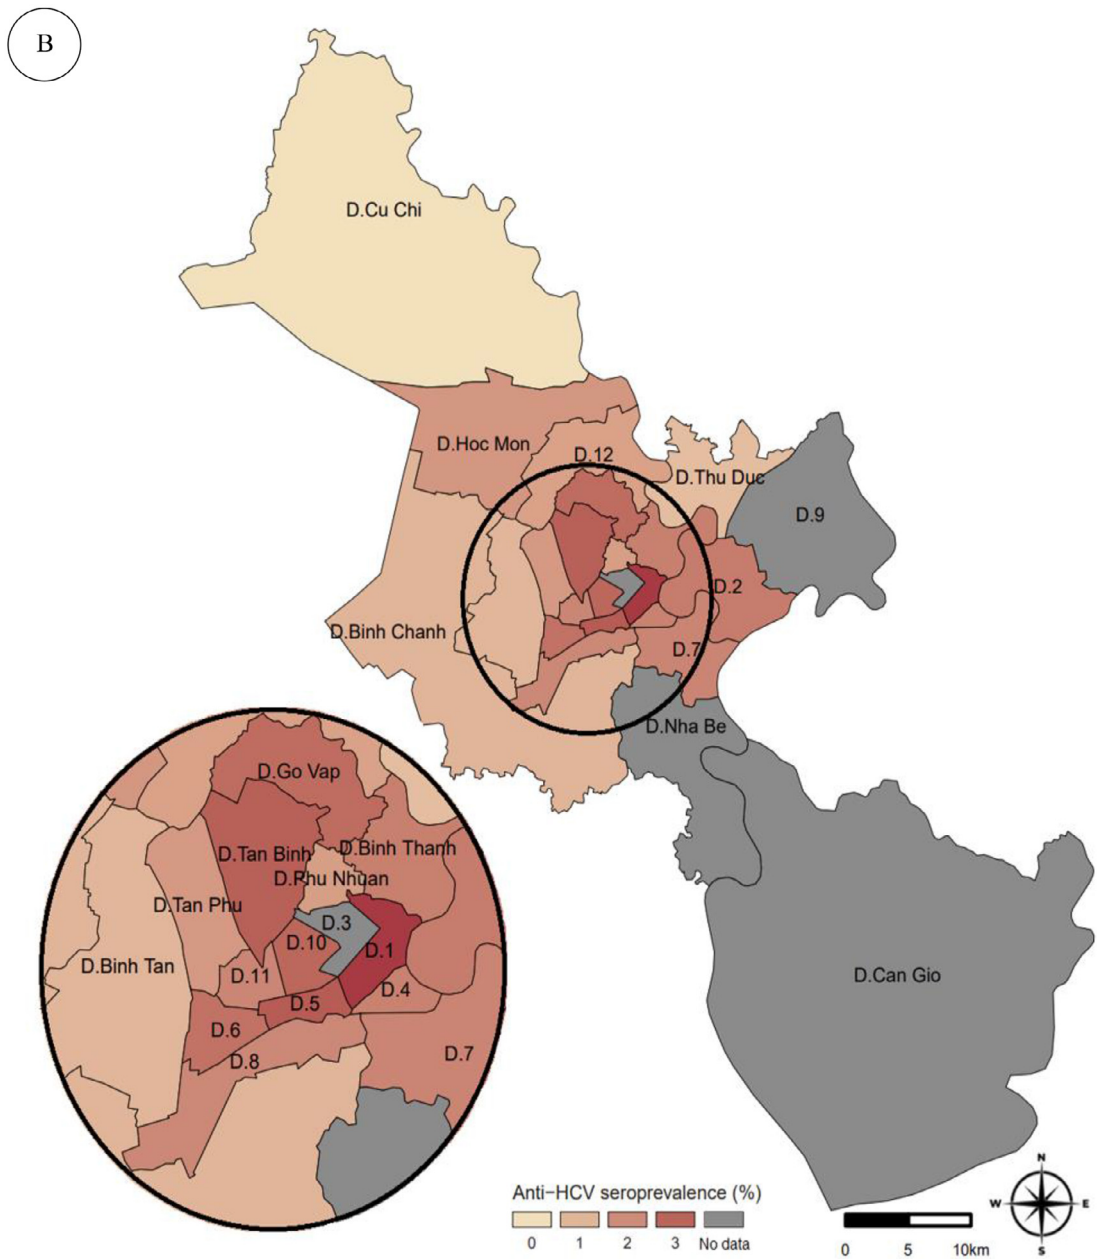 B
D.Cu Chi
D.Hoc Mon
D.12
D.Thu Duc
D.9
D.2
D.Binh Chanh
D.7
D.Nha Be
D.Go Vap
D.Tan Binh
D.Binh Thanh
D.Phu Nhuan
D.Tan Phu
D.3
D.10
D.1
D.Binh Tan
D.11
D.4
D.5
D.6
D.8
D.7
D.Can Gio
Anti−HCV seroprevalence (%)
0 1 2 3 No data
0 5 10km
N
W E
S